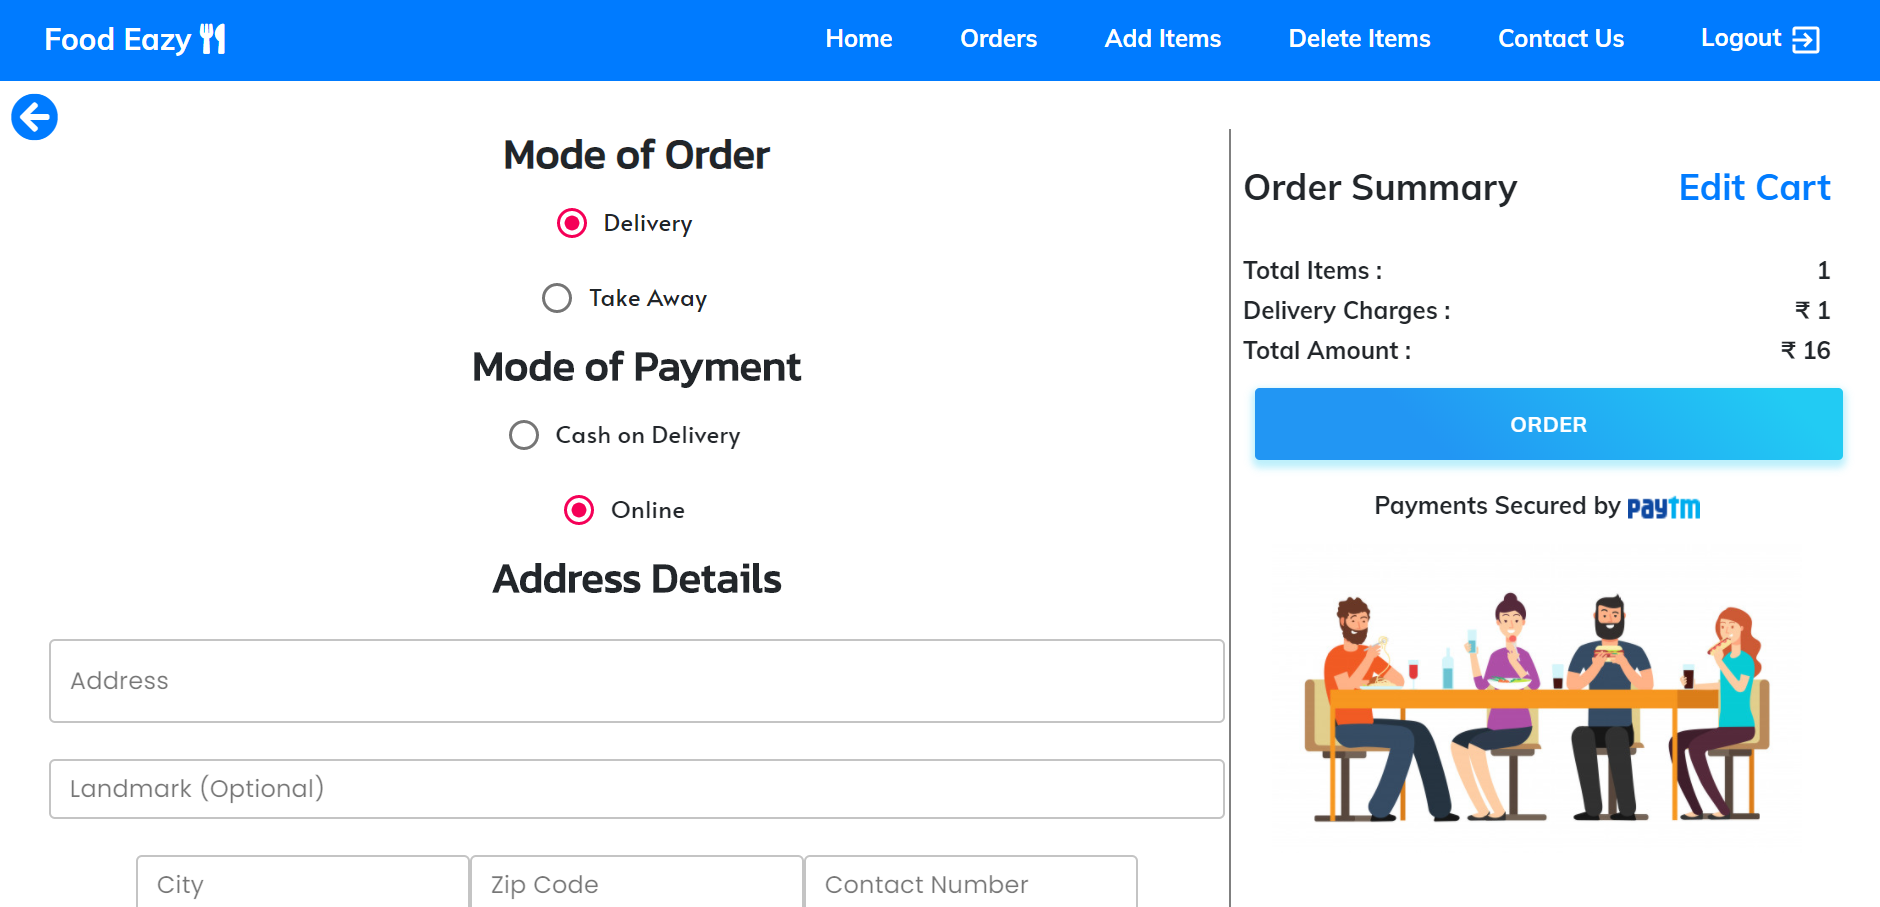 Food Eazy
Home Orders Add Items Delete Items Contact Us Logout
Mode of Order
Delivery
Take Away
Mode of Payment
Cash on Delivery
Online
Address Details
Address
Landmark (Optional)
City Zip Code Contact Number
Order Summary Edit Cart
Total Items : 1
Delivery Charges : ₹ 1
Total Amount : ₹ 16
ORDER
Payments Secured by paytm